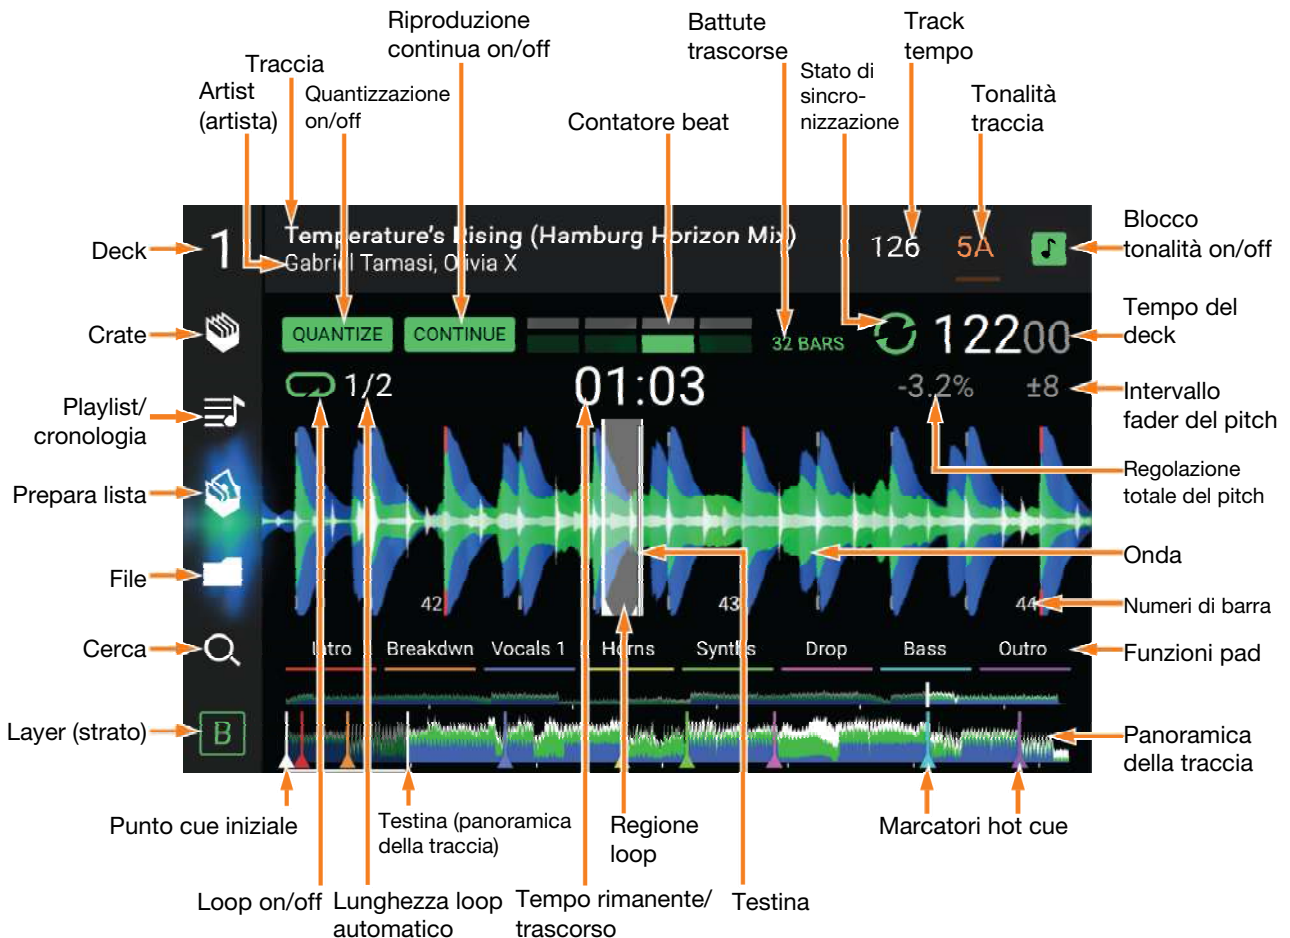 Riproduzione
continua on/off
Battute
trascorse
Track
tempo
Traccia
Stato di
sincro-
nizzazione
Artist
(artista)
Quantizzazione
on/off
Contatore beat
Tonalità
traccia
Deck
1
Temperature's Rising (Hamburg Horizon Mix)
Gabriel Tamasi, Olivia X
126
5A
Blocco
tonalità on/off
Crate
QUANTIZE
CONTINUE
32 BARS
12200
Tempo del
deck
1/2
01:03
-3.2%
±8
Intervallo
fader del pitch
Playlist/
cronologia
Prepara lista
Regolazione
totale del pitch
Onda
File
42
43
44
Numeri di barra
Cerca
Intro
Breakdwn
Vocals 1
Horns
Synths
Drop
Bass
Outro
Funzioni pad
Layer (strato)
B
Panoramica
della traccia
Punto cue iniziale
Testina (panoramica
della traccia)
Regione
loop
Marcatori hot cue
Loop on/off
Lunghezza loop
automatico
Tempo rimanente/
trascorso
Testina